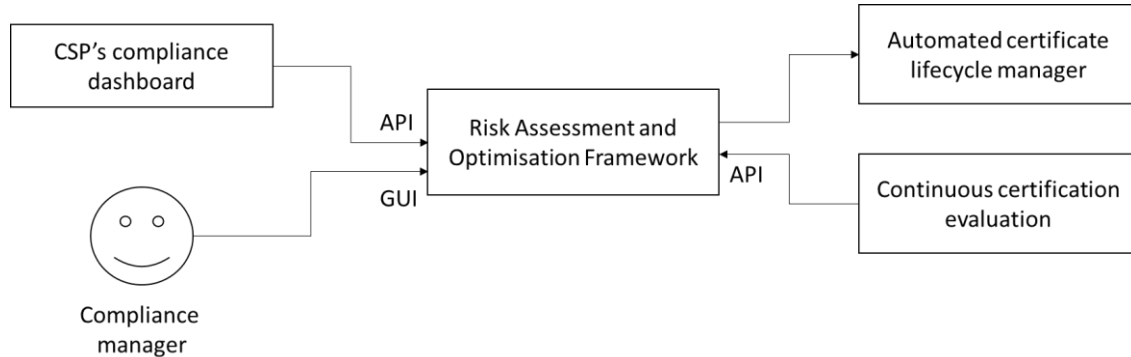 CSP's compliance
dashboard
API
GUI
Compliance
manager
Risk Assessment and
Optimisation Framework
API
Automated certificate
lifecycle manager
Continuous certification
evaluation